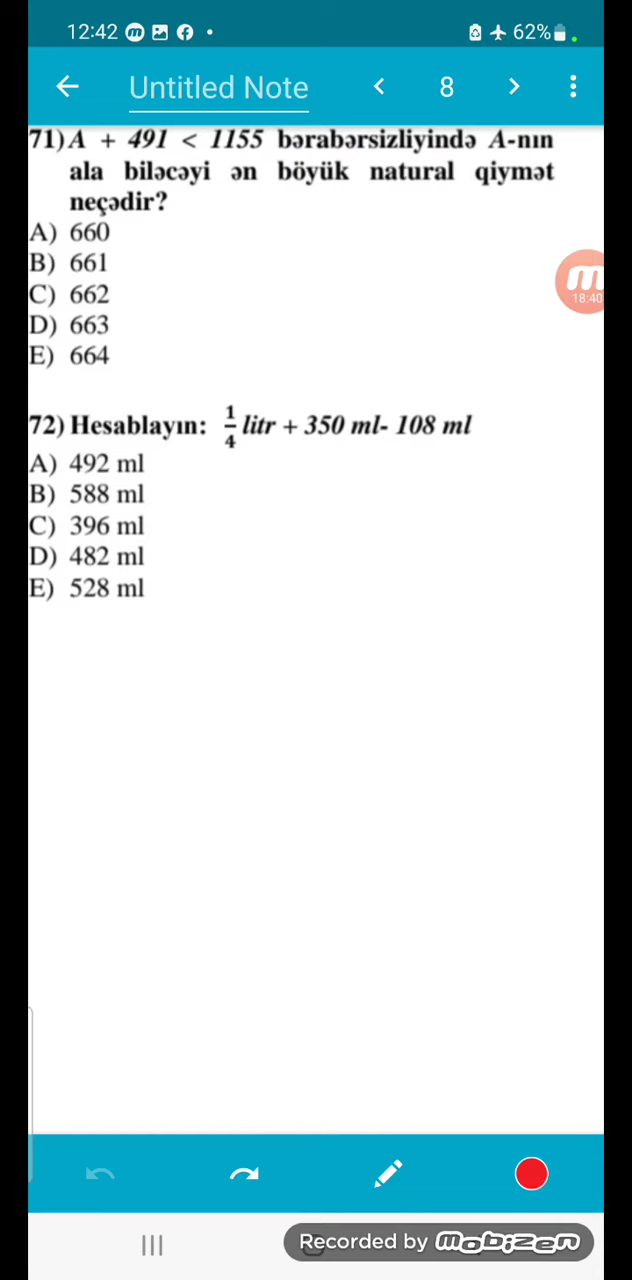 12:42 62%
Untitled Note 8
71) A + 491 < 1155 bərabərsizliyində A-nın
ala biləcəyi ən böyük natural qiymət
neçədir?
A) 660
B) 661
C) 662
D) 663
E) 664
18:40
72) Hesablayın: 1/4 litr + 350 ml- 108 ml
A) 492 ml
B) 588 ml
C) 396 ml
D) 482 ml
E) 528 ml
Recorded by mobizen